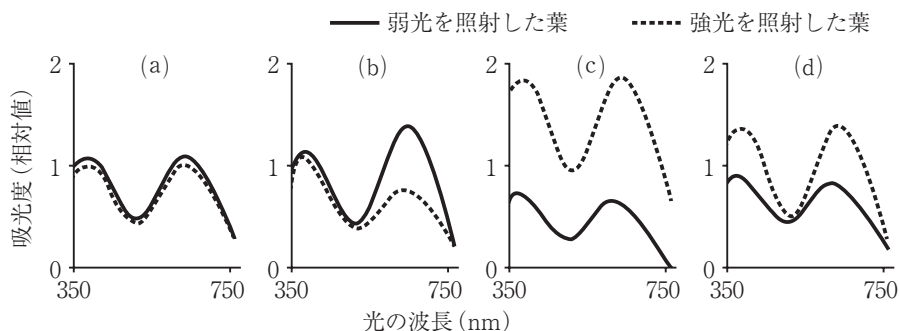 弱光を照射した葉 強光を照射した葉
(a) (b) (c) (d)
2 2 2 2
1 1 1 1
0 0 0 0
350 750 350 750 350 750 350 750
吸光度(相対値)
光の波長(nm)